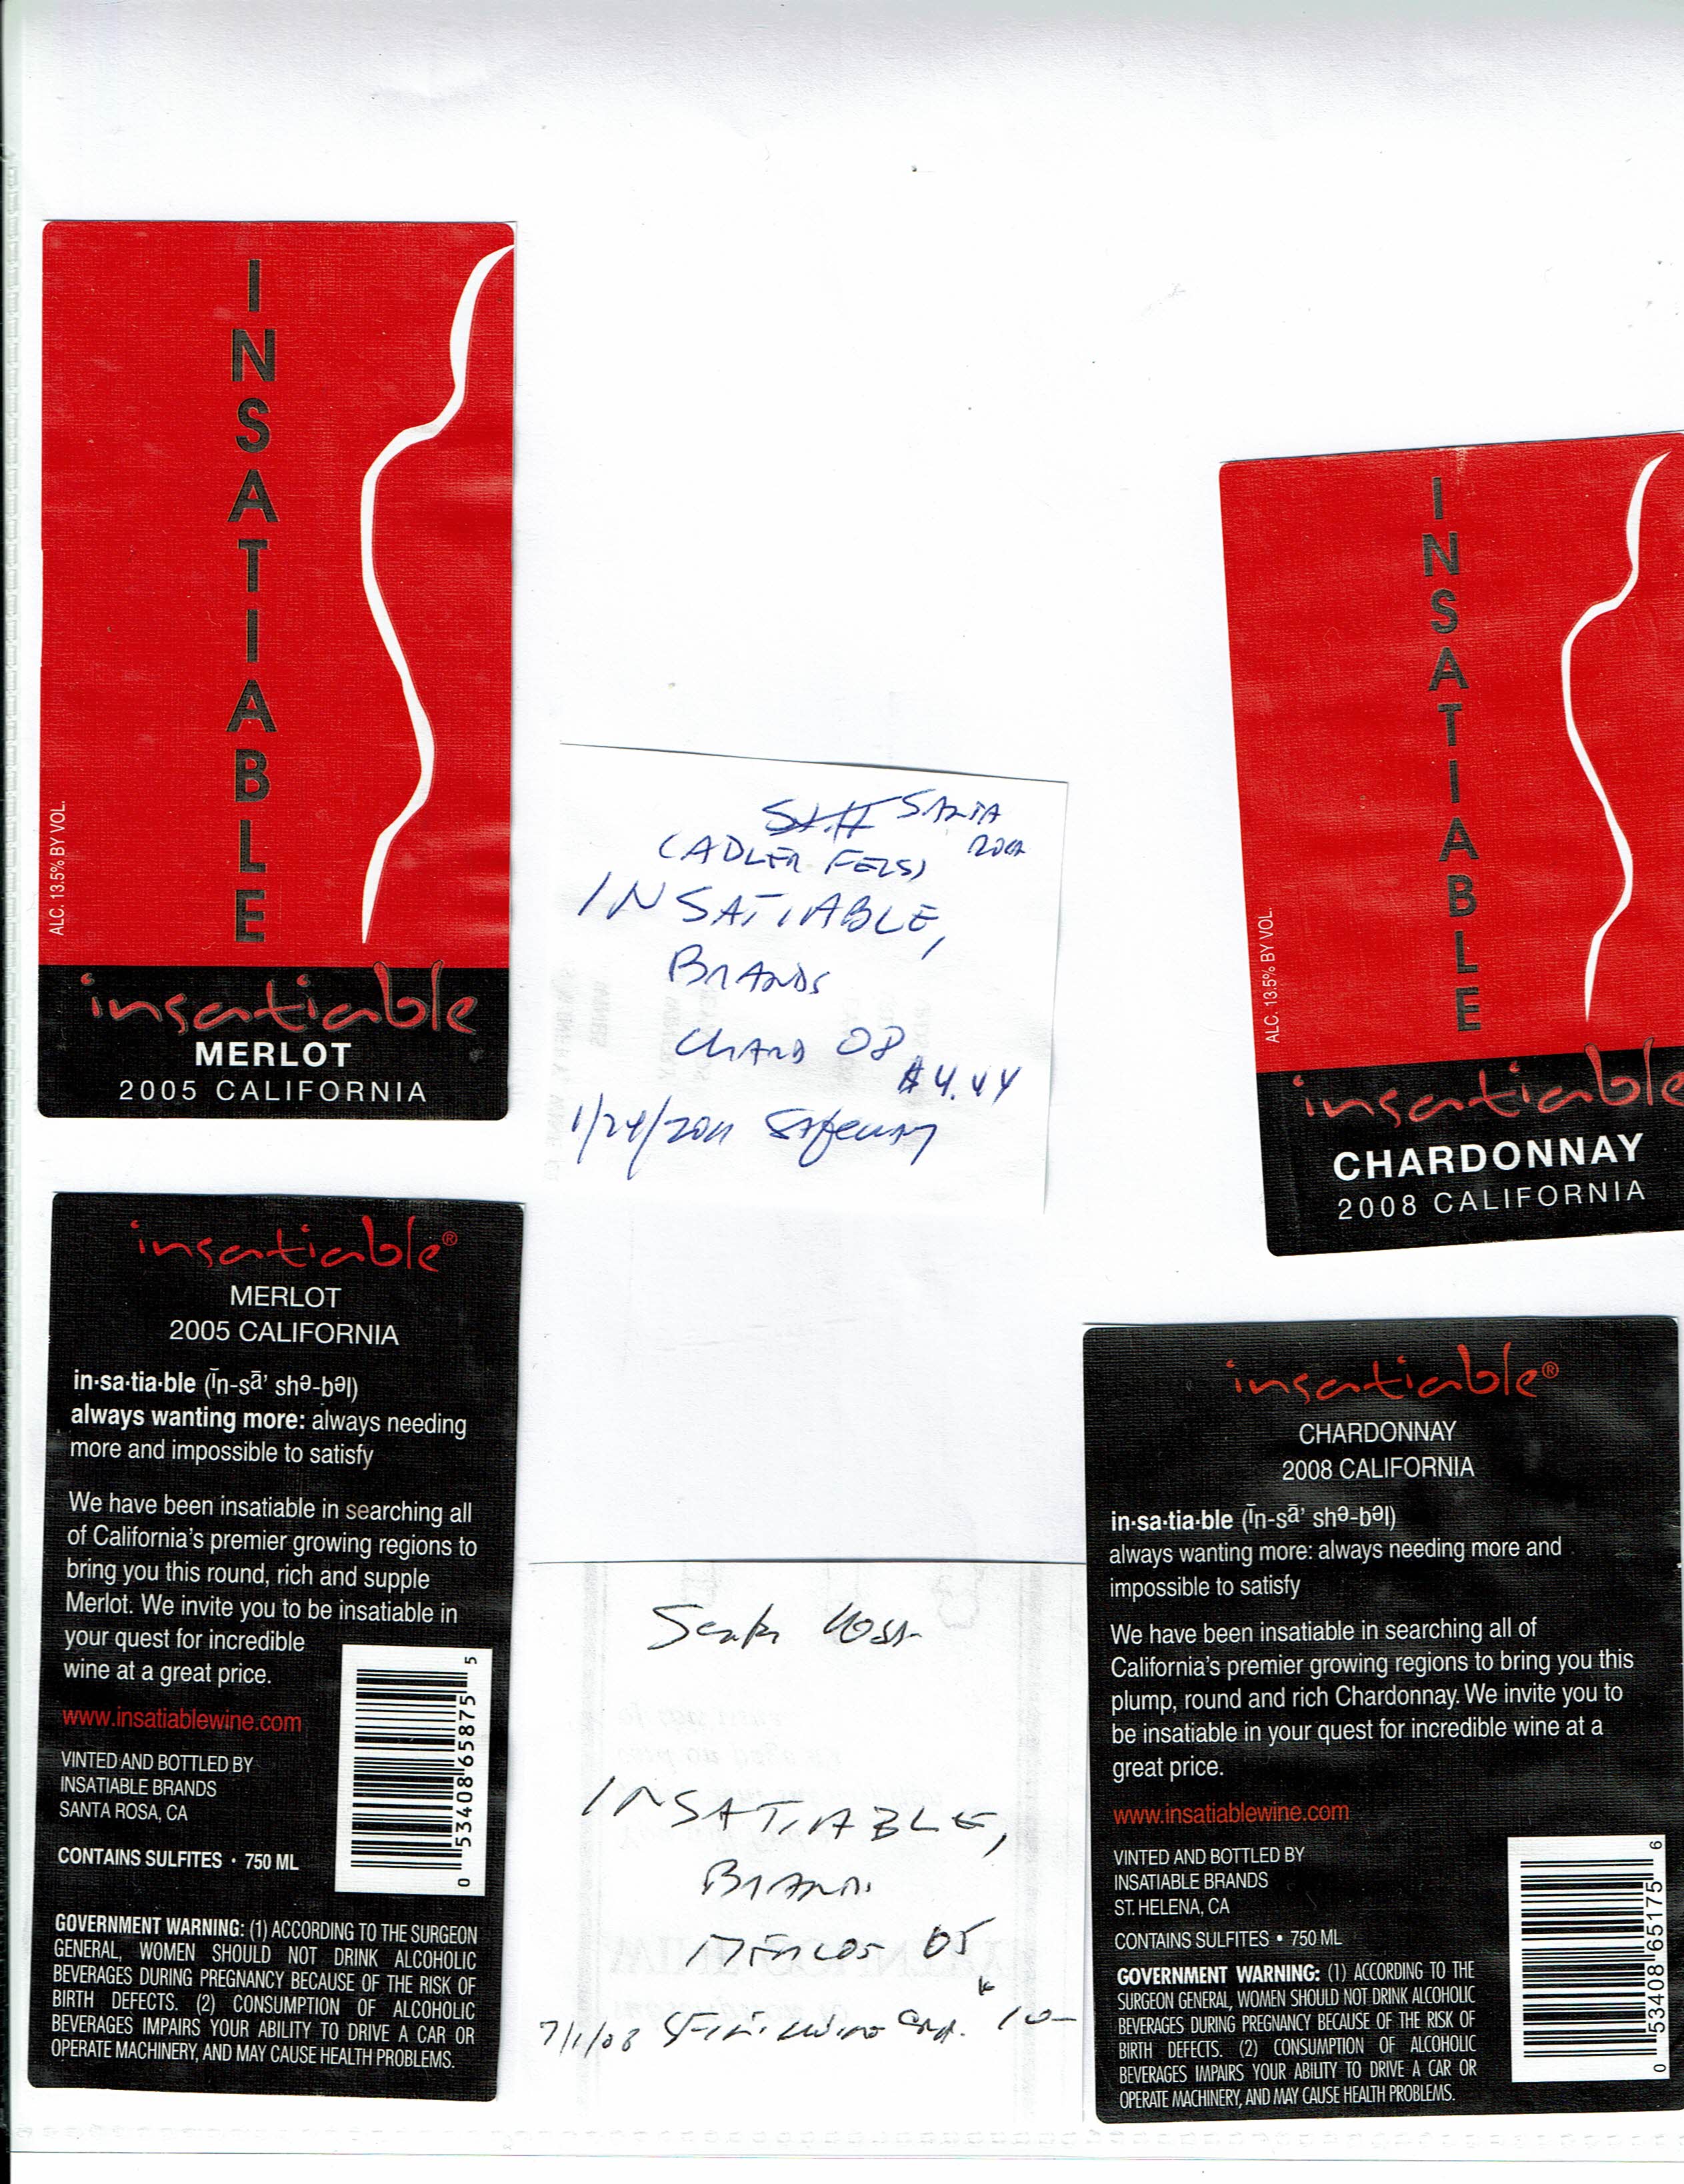 INSATIABLE
ALC. 13.5% BY VOL.
insatiable
MERLOT
2005 CALIFORNIA
insatiable®
MERLOT
2005 CALIFORNIA
in·sa·tia·ble (ĭn-sā' shə-bəl)
always wanting more: always needing
more and impossible to satisfy
We have been insatiable in searching all
of California's premier growing regions to
bring you this round, rich and supple
Merlot. We invite you to be insatiable in
your quest for incredible
wine at a great price.
www.insatiablewine.com
VINTED AND BOTTLED BY
INSATIABLE BRANDS
SANTA ROSA, CA
CONTAINS SULFITES • 750 ML
0 53408 65875 5
GOVERNMENT WARNING: (1) ACCORDING TO THE SURGEON
GENERAL, WOMEN SHOULD NOT DRINK ALCOHOLIC
BEVERAGES DURING PREGNANCY BECAUSE OF THE RISK OF
BIRTH DEFECTS. (2) CONSUMPTION OF ALCOHOLIC
BEVERAGES IMPAIRS YOUR ABILITY TO DRIVE A CAR OR
OPERATE MACHINERY, AND MAY CAUSE HEALTH PROBLEMS.
SANTA
ROSA
(ADLER FELS)
INSATIABLE,
BRANDS
CHARD 08
$4.44
1/24/2011 Safeway
Santa Rosa
INSATIABLE,
BRANDS
MERLOT 05
7/1/08
10-
INSATIABLE
ALC. 13.5% BY VOL.
insatiable
CHARDONNAY
2008 CALIFORNIA
insatiable®
CHARDONNAY
2008 CALIFORNIA
in·sa·tia·ble (ĭn-sā' shə-bəl)
always wanting more: always needing more and
impossible to satisfy
We have been insatiable in searching all of
California's premier growing regions to bring you this
plump, round and rich Chardonnay. We invite you to
be insatiable in your quest for incredible wine at a
great price.
www.insatiablewine.com
VINTED AND BOTTLED BY
INSATIABLE BRANDS
ST. HELENA, CA
CONTAINS SULFITES • 750 ML
0 53408 65175 6
GOVERNMENT WARNING: (1) ACCORDING TO THE
SURGEON GENERAL, WOMEN SHOULD NOT DRINK ALCOHOLIC
BEVERAGES DURING PREGNANCY BECAUSE OF THE RISK OF
BIRTH DEFECTS. (2) CONSUMPTION OF ALCOHOLIC
BEVERAGES IMPAIRS YOUR ABILITY TO DRIVE A CAR OR
OPERATE MACHINERY, AND MAY CAUSE HEALTH PROBLEMS.